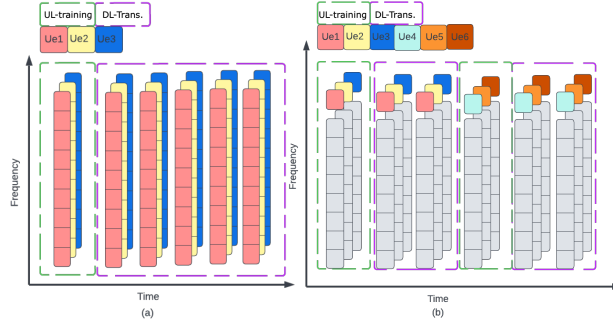 UL-training DL-Trans.
Ue1 Ue2 Ue3
Frequency
Time
(a)
UL-training DL-Trans.
Ue1 Ue2 Ue3 Ue4 Ue5 Ue6
Frequency
Time
(b)